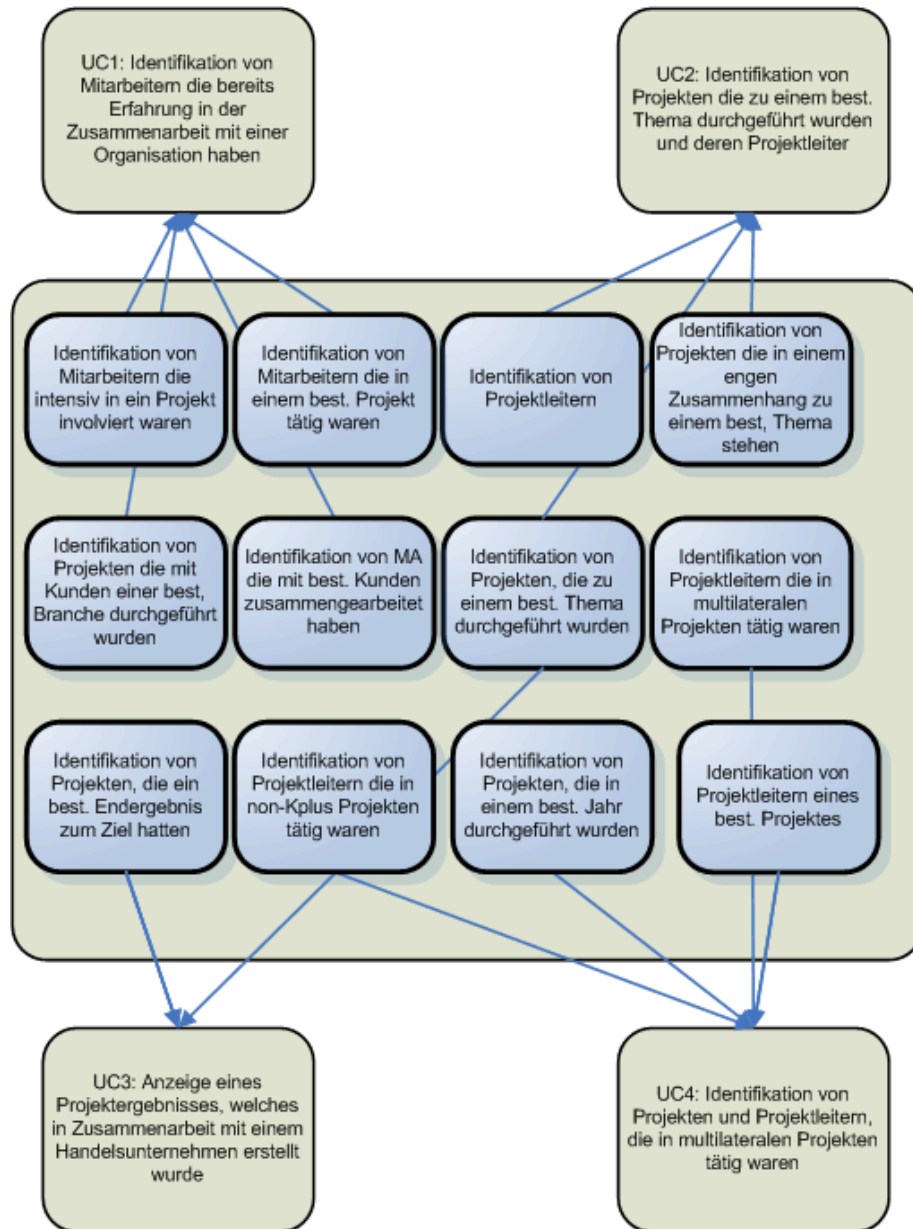 UC1: Identifikation von
Mitarbeitern die bereits
Erfahrung in der
Zusammenarbeit mit einer
Organisation haben
UC2: Identifikation von
Projekten die zu einem best.
Thema durchgeführt wurden
und deren Projektleiter
Identifikation von
Mitarbeitern die
intensiv in ein Projekt
involviert waren
Identifikation von
Mitarbeitern die in
einem best. Projekt
tätig waren
Identifikation von
Projektleitern
Identifikation von
Projekten die in einem
engen
Zusammenhang zu
einem best, Thema
stehen
Identifikation von
Projekten die mit
Kunden einer best,
Branche durchgeführt
wurden
Identifikation von MA
die mit best. Kunden
zusammengearbeitet
haben
Identifikation von
Projekten, die zu
einem best. Thema
durchgeführt wurden
Identifikation von
Projektleitern die in
multilateralen
Projekten tätig waren
Identifikation von
Projekten, die ein
best. Endergebnis
zum Ziel hatten
Identifikation von
Projektleitern die in
non-Kplus Projekten
tätig waren
Identifikation von
Projekten, die in
einem best. Jahr
durchgeführt wurden
Identifikation von
Projektleitern eines
best. Projektes
UC3: Anzeige eines
Projektergebnisses, welches
in Zusammenarbeit mit einem
Handelsunternehmen erstellt
wurde
UC4: Identifikation von
Projekten und Projektleitern,
die in multilateralen Projekten
tätig waren